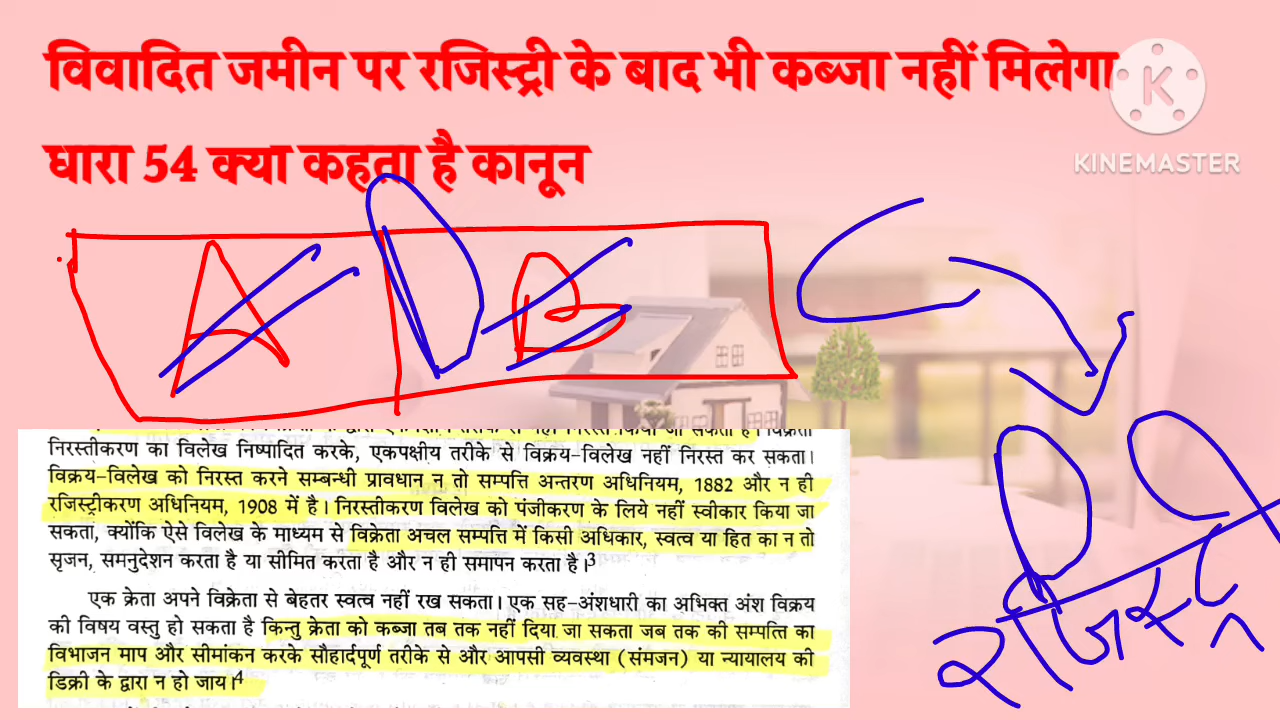 विवादित जमीन पर रजिस्ट्री के बाद भी कब्जा नहीं मिलेगा
धारा 54 क्या कहता है कानून
K
KINEMASTER
A
D
B
C
निरस्तीकरण का विलेख निष्पादित करके, एकपक्षीय तरीके से विक्रय-विलेख नहीं निरस्त कर सकता।
विक्रय-विलेख को निरस्त करने सम्बन्धी प्रावधान न तो सम्पत्ति अन्तरण अधिनियम, 1882 और न ही
रजिस्ट्रीकरण अधिनियम, 1908 में है। निरस्तीकरण विलेख को पंजीकरण के लिये नहीं स्वीकार किया जा
सकता, क्योंकि ऐसे विलेख के माध्यम से विक्रेता अचल सम्पत्ति में किसी अधिकार, स्वत्व या हित का न तो
सृजन, समनुदेशन करता है या सीमित करता है और न ही समापन करता है।3
एक क्रेता अपने विक्रेता से बेहतर स्वत्व नहीं रख सकता। एक सह-अंशधारी का अभिक्त अंश विक्रय
की विषय वस्तु हो सकता है किन्तु क्रेता को कब्जा तब तक नहीं दिया जा सकता जब तक की सम्पत्ति का
विभाजन माप और सीमांकन करके सौहार्दपूर्ण तरीके से और आपसी व्यवस्था (संमजन) या न्यायालय की
डिक्री के द्वारा न हो जाय।4